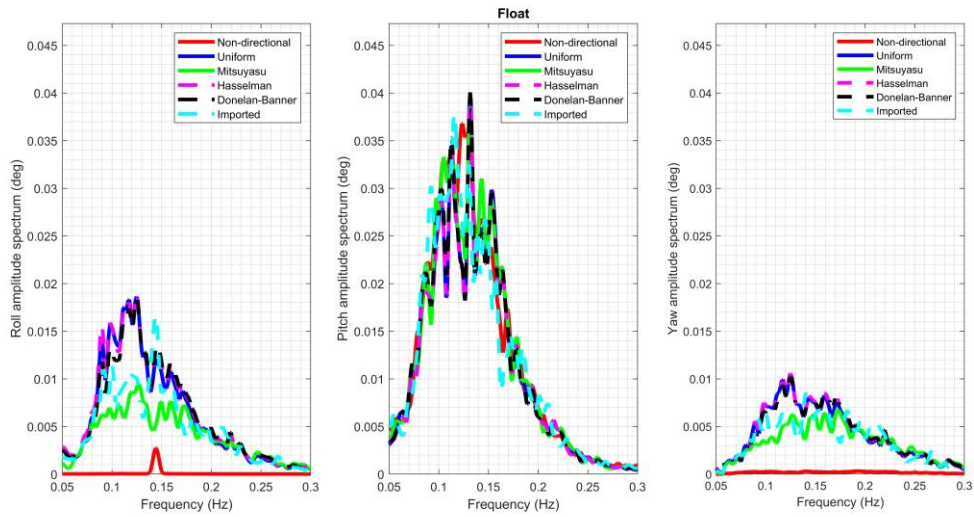 Float
Roll amplitude spectrum (deg)
0.045
0.04
0.035
0.03
0.025
0.02
0.015
0.01
0.005
0
0.05 0.1 0.15 0.2 0.25 0.3
Frequency (Hz)
Non-directional
Uniform
Mitsuyasu
Hasselman
Donelan-Banner
Imported
Pitch amplitude spectrum (deg)
0.045
0.04
0.035
0.03
0.025
0.02
0.015
0.01
0.005
0
0.05 0.1 0.15 0.2 0.25 0.3
Frequency (Hz)
Non-directional
Uniform
Mitsuyasu
Hasselman
Donelan-Banner
Imported
Yaw amplitude spectrum (deg)
0.045
0.04
0.035
0.03
0.025
0.02
0.015
0.01
0.005
0
0.05 0.1 0.15 0.2 0.25 0.3
Frequency (Hz)
Non-directional
Uniform
Mitsuyasu
Hasselman
Donelan-Banner
Imported